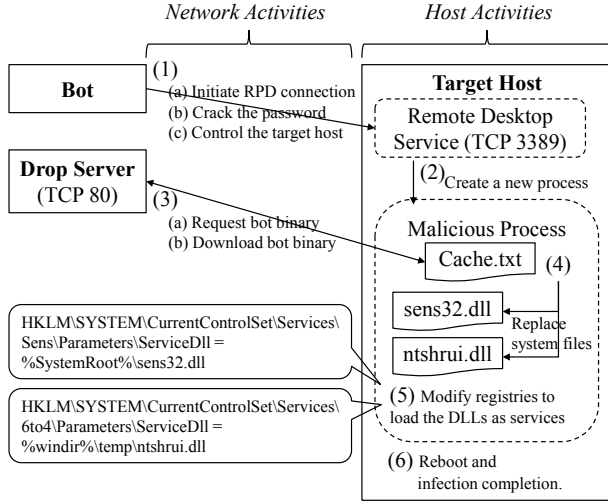 Network Activities
Host Activities
Bot
(1)
(a) Initiate RPD connection
(b) Crack the password
(c) Control the target host
Target Host
Remote Desktop
Service (TCP 3389)
Drop Server
(TCP 80)
(2) Create a new process
(3)
(a) Request bot binary
(b) Download bot binary
Malicious Process
Cache.txt
(4)
sens32.dll
ntshrui.dll
Replace
system files
HKLM\SYSTEM\CurrentControlSet\Services\
Sens\Parameters\ServiceDll =
%SystemRoot%\sens32.dll
HKLM\SYSTEM\CurrentControlSet\Services\
6to4\Parameters\ServiceDll =
%windir%\temp\ntshrui.dll
(5) Modify registries to
load the DLLs as services
(6) Reboot and
infection completion.